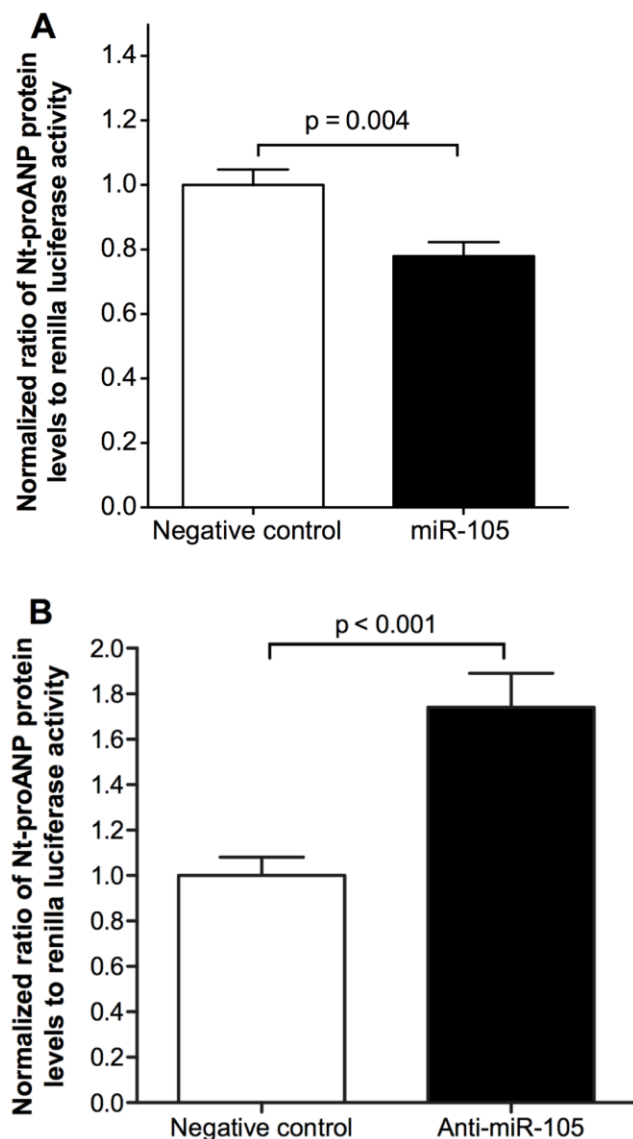 A
Normalized ratio of Nt-proANP protein
levels to renilla luciferase activity
1.4
1.2
1.0
0.8
0.6
0.4
0.2
0.0
p = 0.004
Negative control
miR-105
B
Normalized ratio of Nt-proANP protein
levels to renilla luciferase activity
2.0
1.8
1.6
1.4
1.2
1.0
0.8
0.6
0.4
0.2
0.0
p < 0.001
Negative control
Anti-miR-105